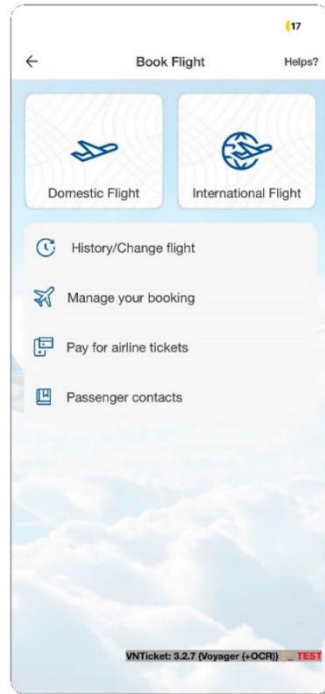 17
Book Flight Helps?
Domestic Flight International Flight
History/Change flight
Manage your booking
Pay for airline tickets
Passenger contacts
VNTicket: 3.2.7 (Voyager (+OCR)) _ TEST